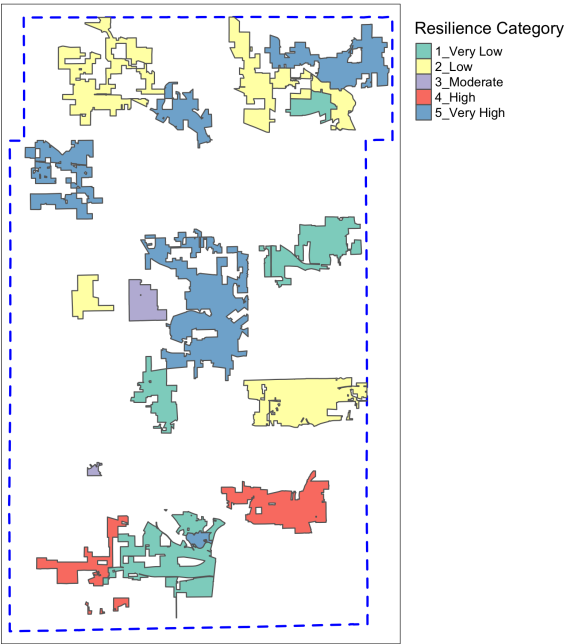 Resilience Category
1_Very Low
2_Low
3_Moderate
4_High
5_Very High